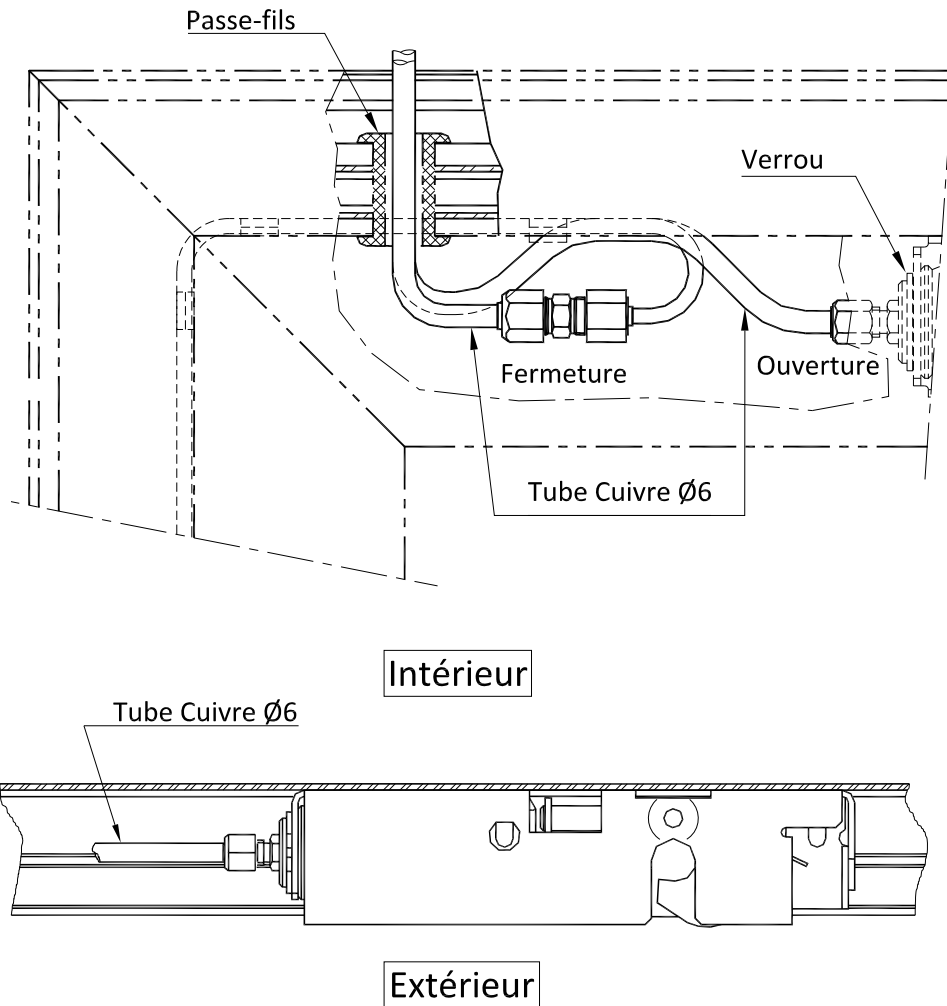 Passe-fils
Verrou
Fermeture
Ouverture
Tube Cuivre Ø6
Intérieur
Tube Cuivre Ø6
Extérieur